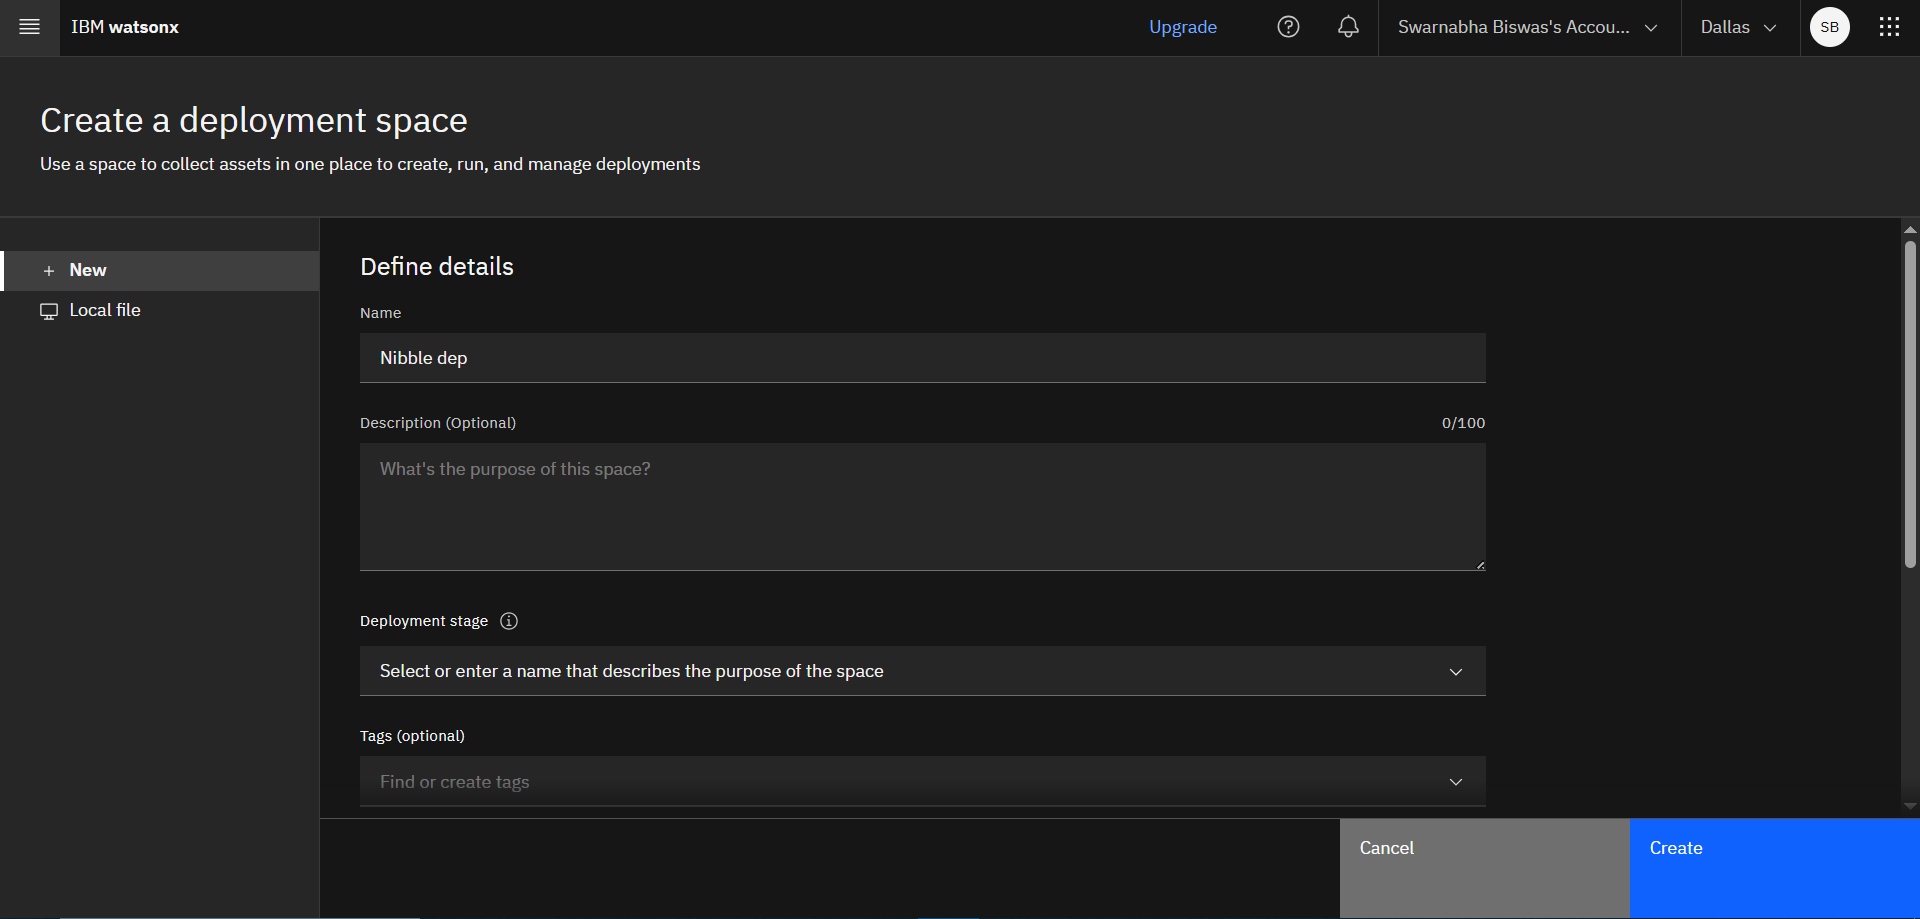 IBM watsonx
Upgrade
Swarnabha Biswas's Accou...
Dallas
SB
Create a deployment space
Use a space to collect assets in one place to create, run, and manage deployments
New
Local file
Define details
Name
Nibble dep
Description (Optional)
0/100
What's the purpose of this space?
Deployment stage
Select or enter a name that describes the purpose of the space
Tags (optional)
Find or create tags
Cancel
Create